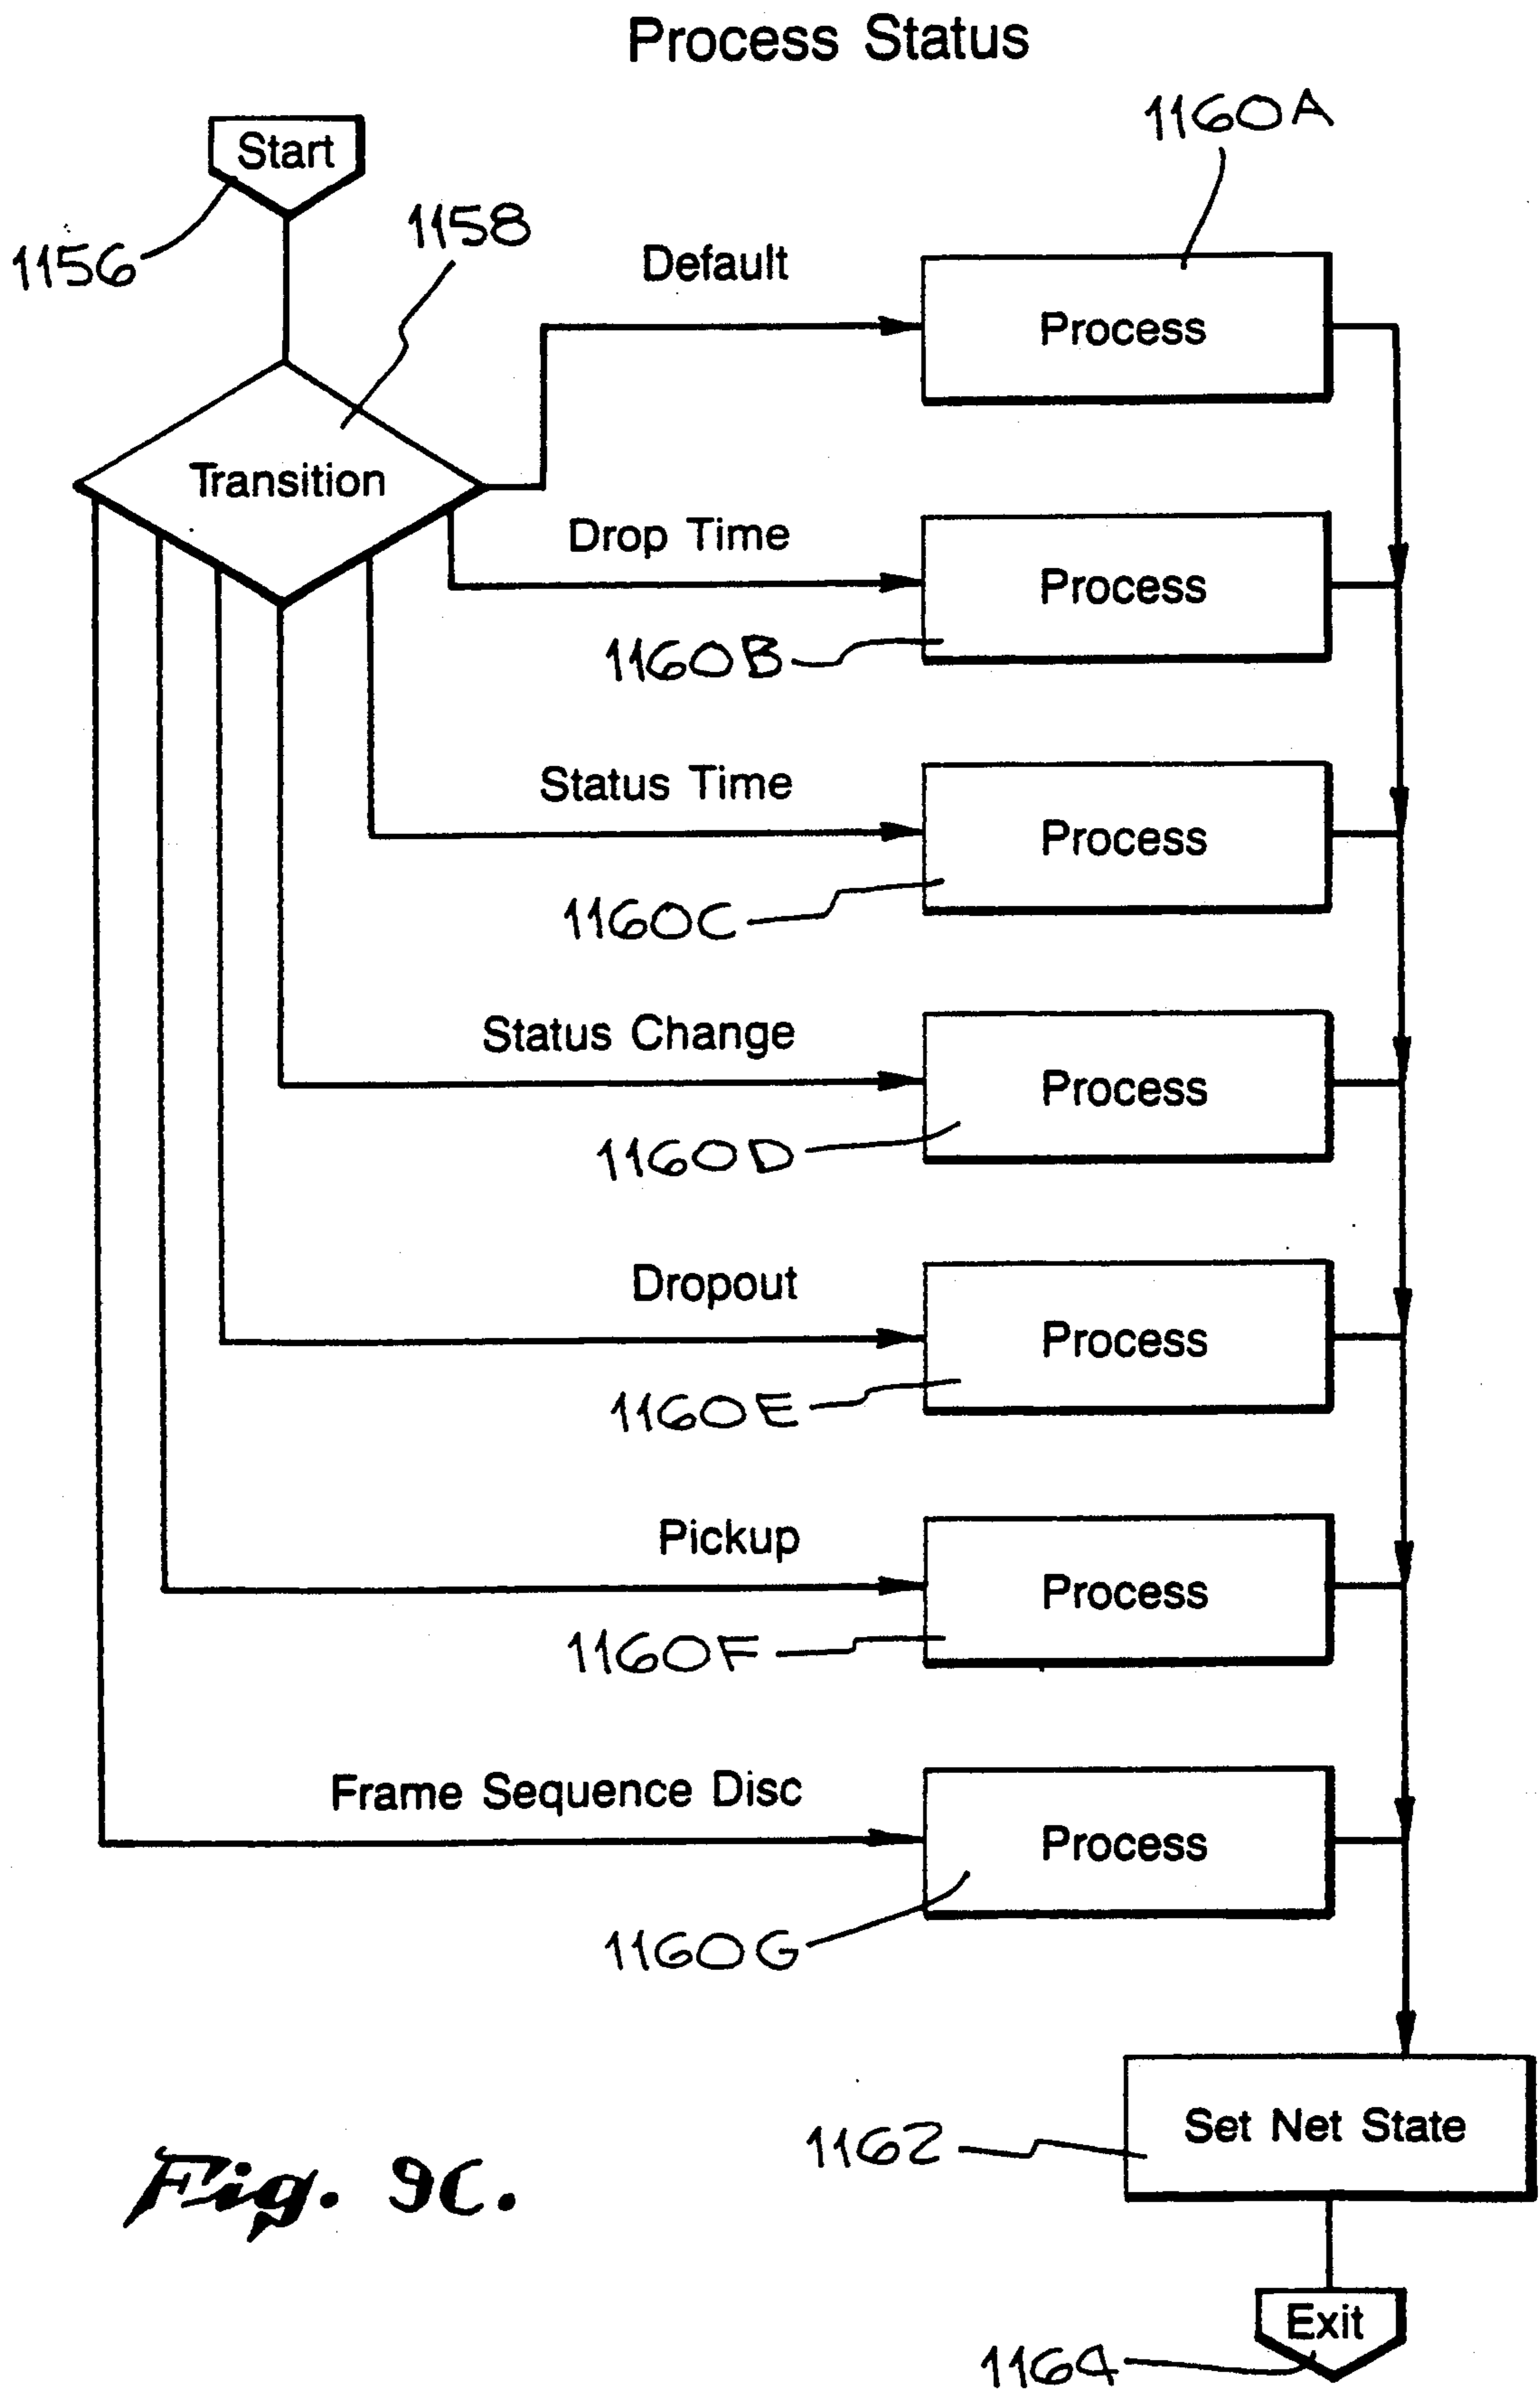 Process Status
1160A
Start
1158
1156
Default
Process
Transition
Drop Time
Process
1160B
Status Time
Process
1160C
Status Change
Process
1160D
Dropout
Process
1160E
Pickup
Process
1160F
Frame Sequence Disc
Process
1160G
Set Net State
1162
Fig. 9C.
Exit
1164